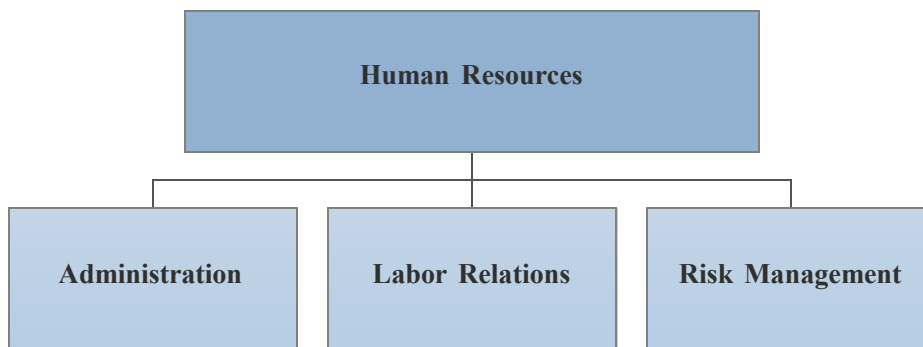 Human Resources
Administration
Labor Relations
Risk Management